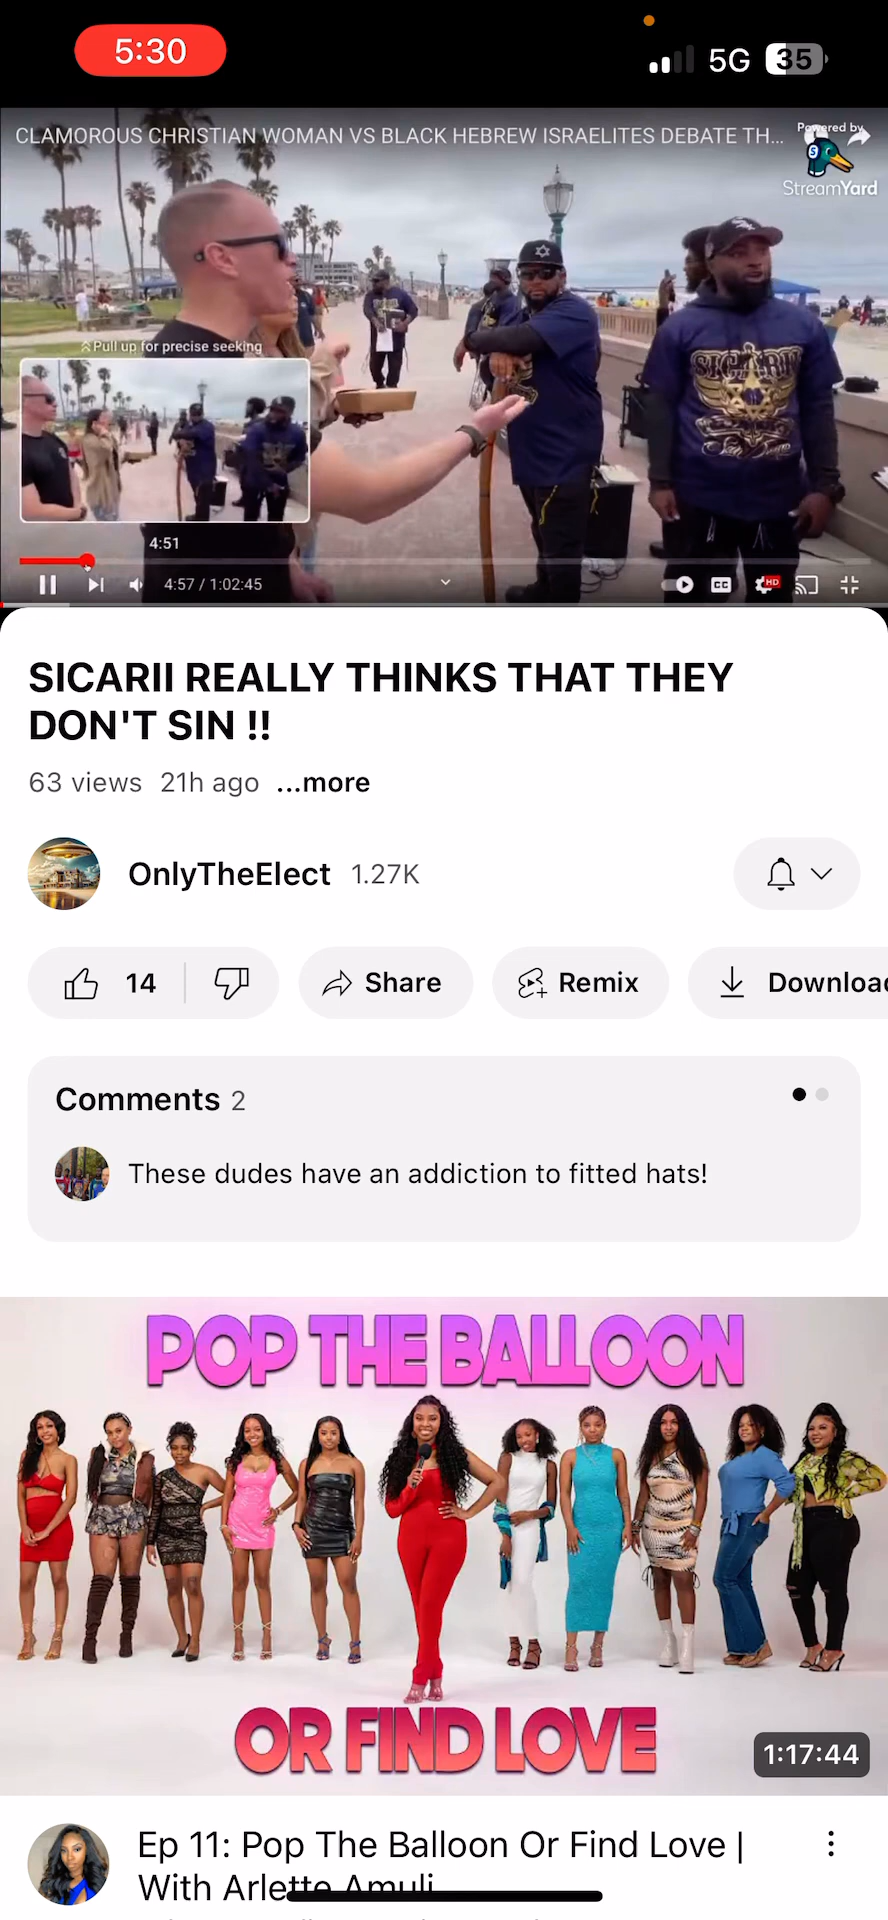 5:30
5G
35
CLAMOROUS CHRISTIAN WOMAN VS BLACK HEBREW ISRAELITES DEBATE TH...
Powered by
StreamYard
SICARII
Pull up for precise seeking
4:51
4:57 / 1:02:45
CC
HD
SICARII REALLY THINKS THAT THEY
DON'T SIN !!
63 views 21h ago ...more
OnlyTheElect 1.27K
14
Share
Remix
Download
Comments 2
These dudes have an addiction to fitted hats!
POP THE BALLOON
OR FIND LOVE
1:17:44
Ep 11: Pop The Balloon Or Find Love |
With Arlette Amuli